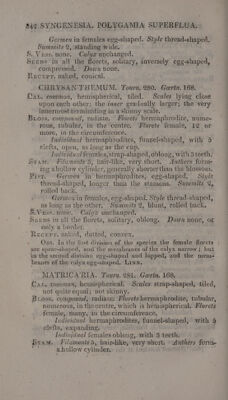 242 SYNGENESIA. POLYGAMIA SUPERFLUA.
Germen in females egg-shaped. Style thread-shaped.
Summits 2, standing wide.
S. VESS. none. Calyx unchanged.
SEEDS in all the florets, solitary, inversely egg-shaped,
compressed. Down none.
RECEPT. naked, conical.
CHRYSANTHEMUM. Tourn. 280. Gærtn. 168.
CAL. common, hemispherical, tiled. Scales lying close
upon each other; the inner gradually larger; the very
innermost terminating in a skinny scale.
BLOSS. compound, radiate. Florets hermaphrodite, nume-
rous, tubular, in the centre. Florets female, 12 or
more, in the circumference.
Individual hermaphrodites, funnel-shaped, with 5
clefts, open, as long as the cup.
Individual females, strap-shaped, oblong, with 3 teeth.
STAM. Filaments 5, hair-like, very short. Anthers form-
ing a hollow cylinder, generally shorter than the blossom.
PIST. Germen in hermaphrodites, egg-shaped. Style
thread-shaped, longer than the stamens. Summits 2,
rolled back.
Germen in females, egg-shaped. Style thread-shaped,
as long as the other. Summits 2, blunt, rolled back.
S. VESS. none. Calyx unchanged.
SEEDS in all the florets, solitary, oblong. Down none, or
only a border.
RECEPT. naked, dotted, convex.
OBS. In the first division of the species the female florets
are spear-shaped, and the membranes of the calyx narrow; but
in the second division egg-shaped and lopped, and the mem-
branes of the calyx egg-shaped. LINN.
MATRICARIA. Tourn. 281. Gærtn. 168.
CAL. common, hemispherical. Scales strap-shaped, tiled,
not quite equal; not skinny.
BLOSS. compound, radiate. Florets hermaphrodite, tubular,
numerous, in the centre, which is hemispherical. Florets
female, many, in the circumference.
Individual hermaphrodites, funnel-shaped, with 5
clefts, expanding.
Individual females oblong, with 3 teeth.
STAM. Filaments 5, hair-like, very short. Anthers form-
a hollow cylinder.